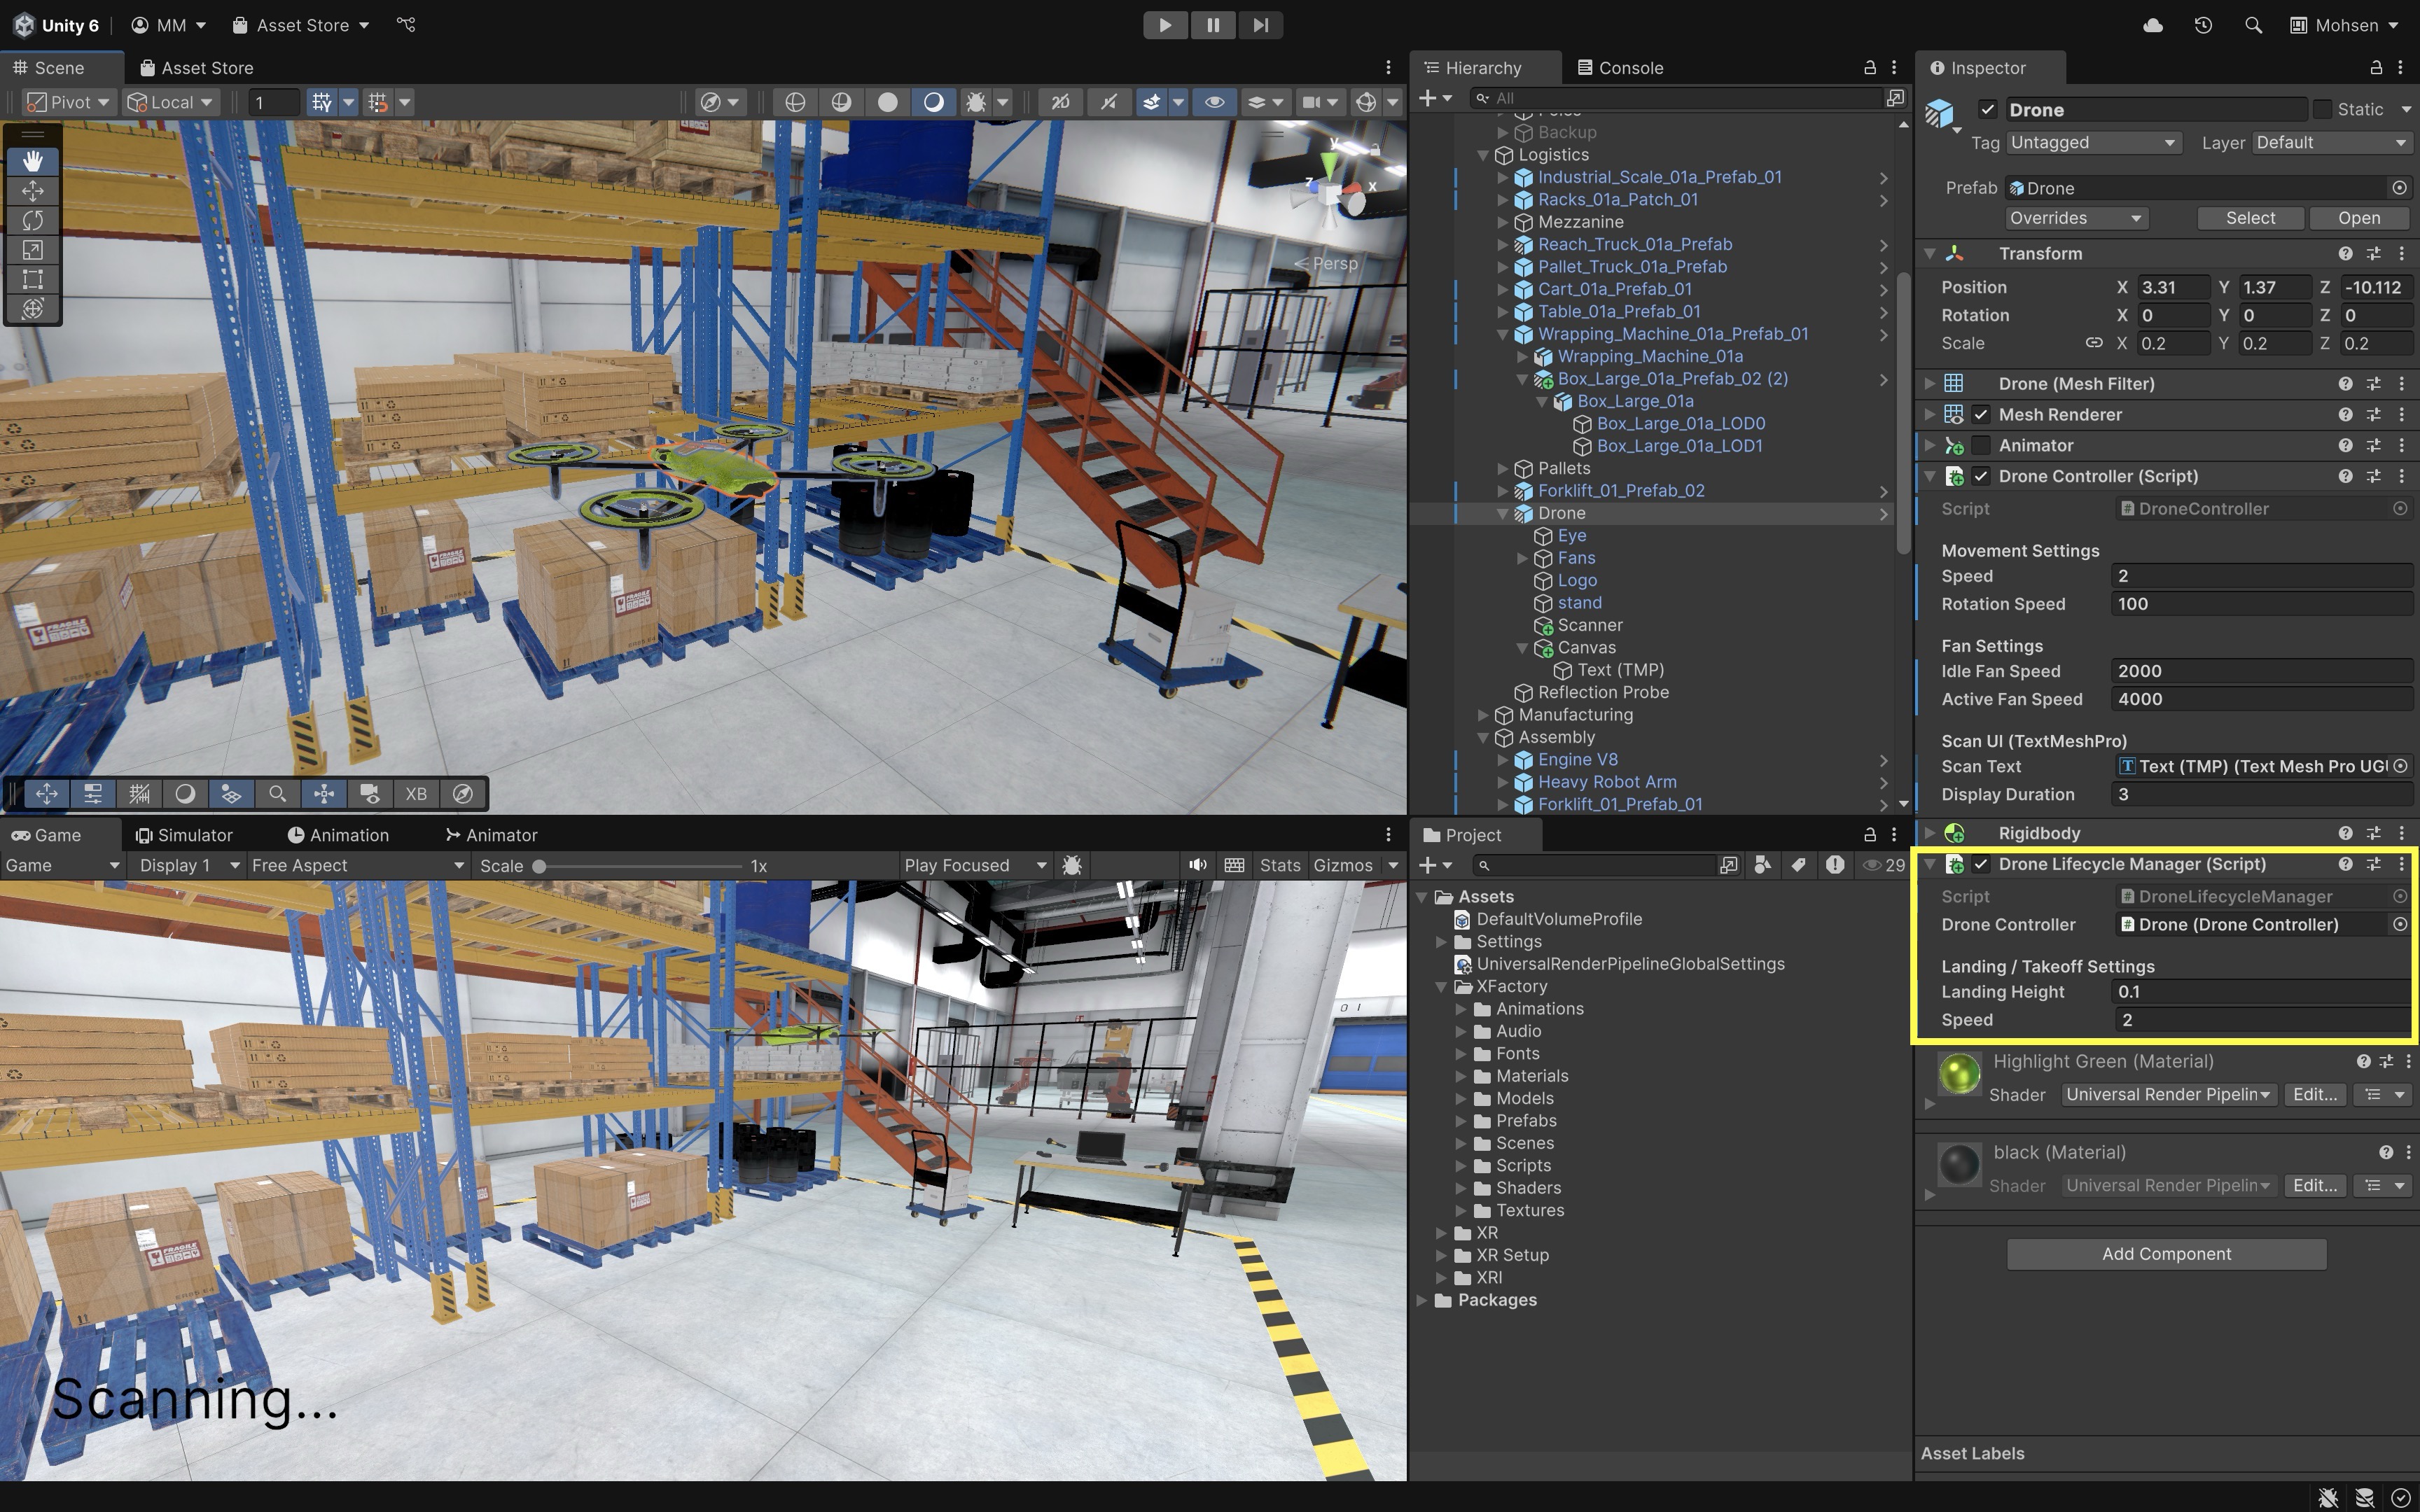 Unity 6
MM
Asset Store
Mohsen
Scene
Asset Store
Pivot
Local
1
2D
y
x
z
Persp
XB
Game
Simulator
Animation
Animator
Game
Display 1
Free Aspect
Scale
1x
Play Focused
Stats
Gizmos
FRAGILE
FRAGILE
FRAGILE
FRAGILE
FRAGILE
Scanning...
Hierarchy
Console
All
Backup
Logistics
Industrial_Scale_01a_Prefab_01
Racks_01a_Patch_01
Mezzanine
Reach_Truck_01a_Prefab
Pallet_Truck_01a_Prefab
Cart_01a_Prefab_01
Table_01a_Prefab_01
Wrapping_Machine_01a_Prefab_01
Wrapping_Machine_01a
Box_Large_01a_Prefab_02 (2)
Box_Large_01a
Box_Large_01a_LOD0
Box_Large_01a_LOD1
Pallets
Forklift_01_Prefab_02
Drone
Eye
Fans
Logo
stand
Scanner
Canvas
Text (TMP)
Reflection Probe
Manufacturing
Assembly
Engine V8
Heavy Robot Arm
Forklift_01_Prefab_01
Project
29
Assets
DefaultVolumeProfile
Settings
UniversalRenderPipelineGlobalSettings
XFactory
Animations
Audio
Fonts
Materials
Models
Prefabs
Scenes
Scripts
Shaders
Textures
XR
XR Setup
XRI
Packages
Inspector
Drone
Static
Tag Untagged
Layer Default
Prefab Drone
Overrides
Select
Open
Transform
Position X 3.31 Y 1.37 Z -10.112
Rotation X 0 Y 0 Z 0
Scale X 0.2 Y 0.2 Z 0.2
Drone (Mesh Filter)
Mesh Renderer
Animator
Drone Controller (Script)
Script DroneController
Movement Settings
Speed 2
Rotation Speed 100
Fan Settings
Idle Fan Speed 2000
Active Fan Speed 4000
Scan UI (TextMeshPro)
Scan Text Text (TMP) (Text Mesh Pro UGI
Display Duration 3
Rigidbody
Drone Lifecycle Manager (Script)
Script DroneLifecycleManager
Drone Controller Drone (Drone Controller)
Landing / Takeoff Settings
Landing Height 0.1
Speed 2
Highlight Green (Material)
Shader Universal Render Pipelin Edit...
black (Material)
Shader Universal Render Pipelin Edit...
Add Component
Asset Labels